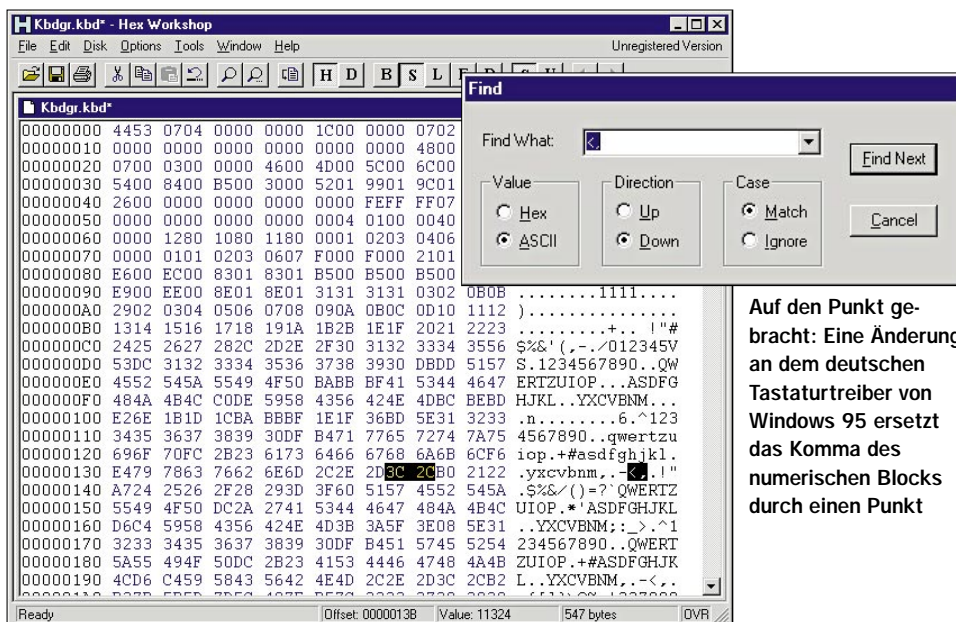 Kbdgr.kbd* - Hex Workshop
File Edit Disk Options Tools Window Help Unregistered Version
H D B S L
Kbdgr.kbd*
00000000 4453 0704 0000 0000 1C00 0000 0702
00000010 0000 0000 0000 0000 0000 0000 4800
00000020 0700 0300 0000 4600 4D00 5C00 6C00
00000030 5400 8400 B500 3000 5201 9901 9C01
00000040 2600 0000 0000 0000 0000 FEFF FF07
00000050 0000 0000 0000 0000 0004 0100 0040
00000060 0000 1280 1080 1180 0001 0203 0406
00000070 0000 0101 0203 0607 F000 F000 2101
00000080 E600 EC00 8301 8301 B500 B500 B500
00000090 E900 EE00 8E01 8E01 3131 3131 0302 0B0B ........1111....
000000A0 2902 0304 0506 0708 090A 0B0C 0D10 1112 )...............
000000B0 1314 1516 1718 191A 1B2B 1E1F 2021 2223 .........+.. !"#
000000C0 2425 2627 282C 2D2E 2F30 3132 3334 3556 $%&'(,-./012345V
000000D0 53DC 3132 3334 3536 3738 3930 DBDD 5157 S.1234567890..QW
000000E0 4552 545A 5549 4F50 BABB BF41 5344 4647 ERTZUIOP...ASDFG
000000F0 484A 4B4C C0DE 5958 4356 424E 4DBC BEBD HJKL..YXCVBNM...
00000100 E26E 1B1D 1CBA BBBF 1E1F 36BD 5E31 3233 .n........6.^123
00000110 3435 3637 3839 30DF B471 7765 7274 7A75 4567890..qwertzu
00000120 696F 70FC 2B23 6173 6466 6768 6A6B 6CF6 iop.+#asdfghjkl.
00000130 E479 7863 7662 6E6D 2C2E 2D3C 2CB0 2122 .yxcvbnm,.-<,.!"
00000140 A724 2526 2F28 293D 3F60 5157 4552 545A .$%&/()=?`QWERTZ
00000150 5549 4F50 DC2A 2741 5344 4647 484A 4B4C UIOP.*'ASDFGHJKL
00000160 D6C4 5958 4356 424E 4D3B 3A5F 3E08 5E31 ..YXCVBNM;:_>.^1
00000170 3233 3435 3637 3839 30DF B451 5745 5254 234567890..QWERT
00000180 5A55 494F 50DC 2B23 4153 4446 4748 4A4B ZUIOP.+#ASDFGHJK
00000190 4CD6 C459 5843 5642 4E4D 2C2E 2D3C 2CB2 L..YXCVBNM,.-<,.
Ready Offset: 0000013B Value: 11324 547 bytes OVR
Find
Find What: <,
Find Next
Value
Hex
ASCII
Direction
Up
Down
Case
Match
Ignore
Cancel
Auf den Punkt ge-
bracht: Eine Änderung
an dem deutschen
Tastaturtreiber von
Windows 95 ersetzt
das Komma des
numerischen Blocks
durch einen Punkt